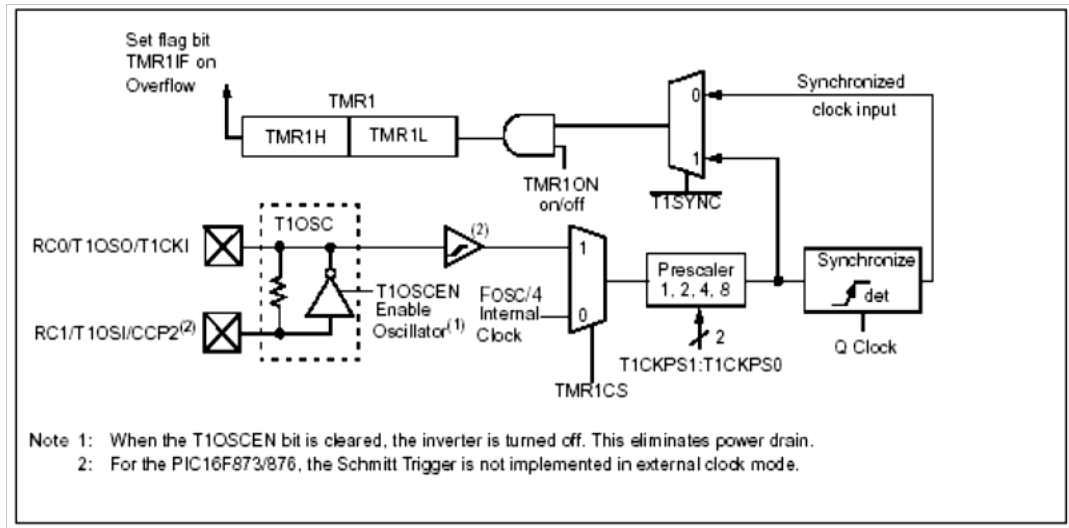 Set flag bit
TMR1IF on
Overflow
TMR1
TMR1H
TMR1L
TMR1ON
on/off
0
1
T1SYNC
Synchronized
clock input
RC0/T1OSO/T1CKI
T1OSC
(2)
RC1/T1OSI/CCP2(2)
T1OSCEN
Enable
Oscillator(1)
FOSC/4
Internal
Clock
1
0
TMR1CS
Prescaler
1, 2, 4, 8
2
T1CKPS1:T1CKPS0
Synchronize
det
Q Clock
Note 1: When the T1OSCEN bit is cleared, the inverter is turned off. This eliminates power drain.
2: For the PIC16F873/876, the Schmitt Trigger is not implemented in external clock mode.